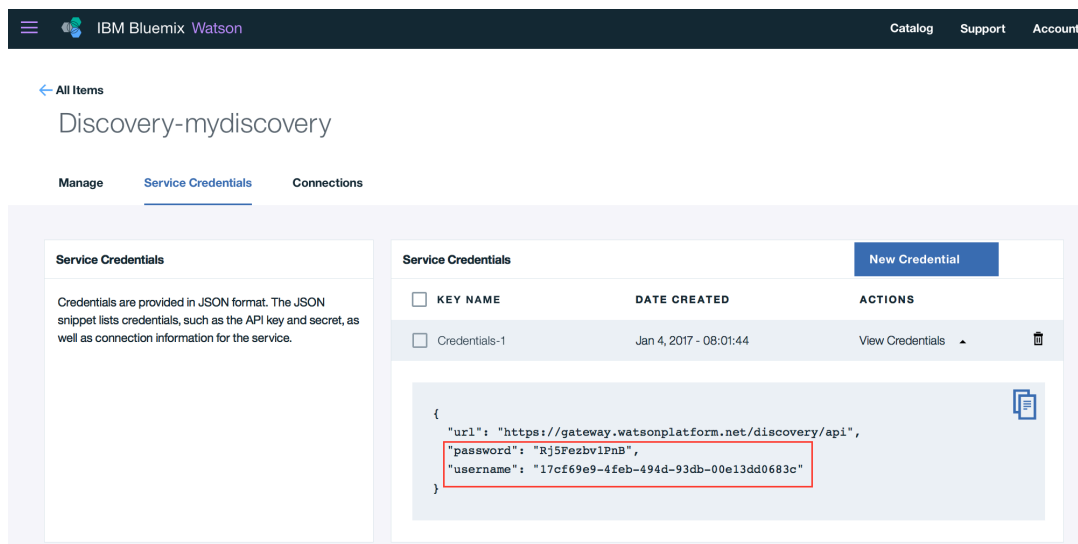 IBM Bluemix Watson
Catalog Support Account
All Items
Discovery-mydiscovery
Manage Service Credentials Connections
Service Credentials
Credentials are provided in JSON format. The JSON
snippet lists credentials, such as the API key and secret, as
well as connection information for the service.
Service Credentials New Credential
KEY NAME DATE CREATED ACTIONS
Credentials-1 Jan 4, 2017 - 08:01:44 View Credentials
{
"url": "https://gateway.watsonplatform.net/discovery/api",
"password": "Rj5Fezbv1PnB",
"username": "17cf69e9-4feb-494d-93db-00e13dd0683c"
}